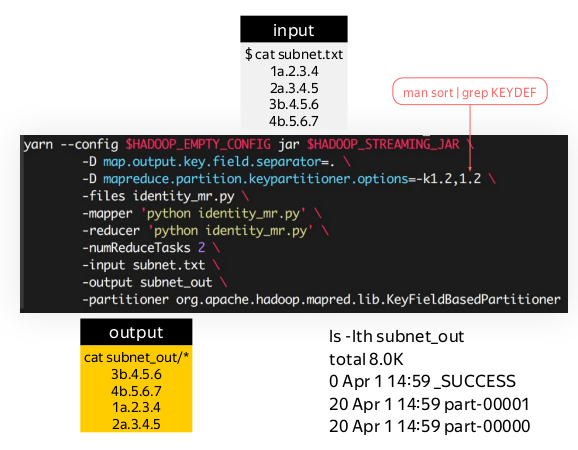 input
$ cat subnet.txt
1a.2.3.4
2a.3.4.5
3b.4.5.6
4b.5.6.7
man sort | grep KEYDEF
yarn --config $HADOOP_EMPTY_CONFIG jar $HADOOP_STREAMING_JAR \
-D map.output.key.field.separator=. \
-D mapreduce.partition.keypartitioner.options=-k1.2,1.2 \
-files identity_mr.py \
-mapper 'python identity_mr.py' \
-reducer 'python identity_mr.py' \
-numReduceTasks 2 \
-input subnet.txt \
-output subnet_out \
-partitioner org.apache.hadoop.mapred.lib.KeyFieldBasedPartitioner
output
cat subnet_out/*
3b.4.5.6
4b.5.6.7
1a.2.3.4
2a.3.4.5
ls -lth subnet_out
total 8.0K
0 Apr 1 14:59 _SUCCESS
20 Apr 1 14:59 part-00001
20 Apr 1 14:59 part-00000